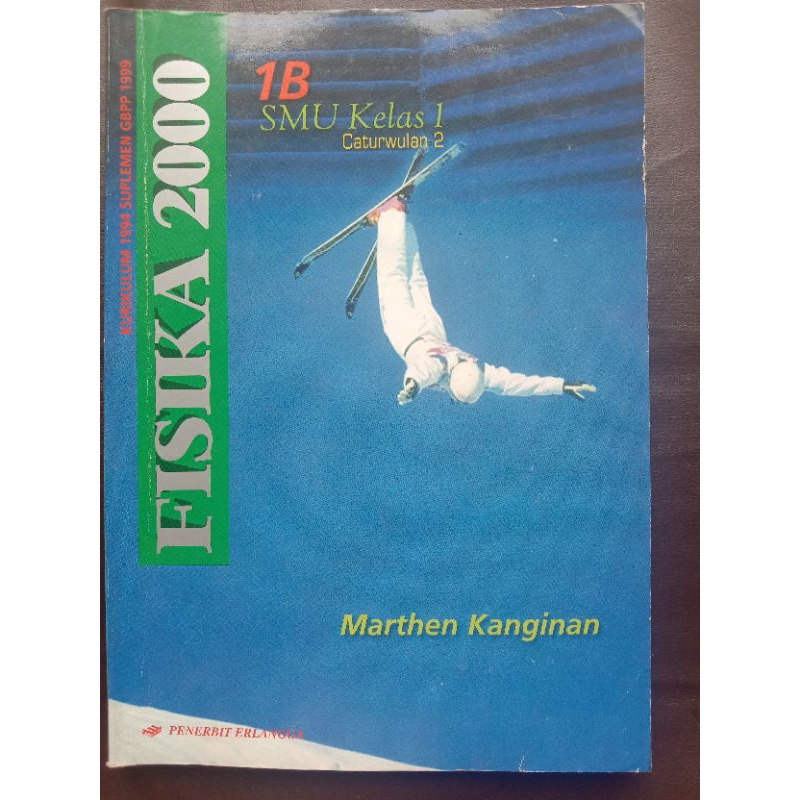 KURIKULUM 1994 SUPLEMEN GBPP 1999
FISIKA 2000
1B
SMU Kelas 1
Caturwulan 2
Marthen Kanginan
PENERBIT ERLANGGA